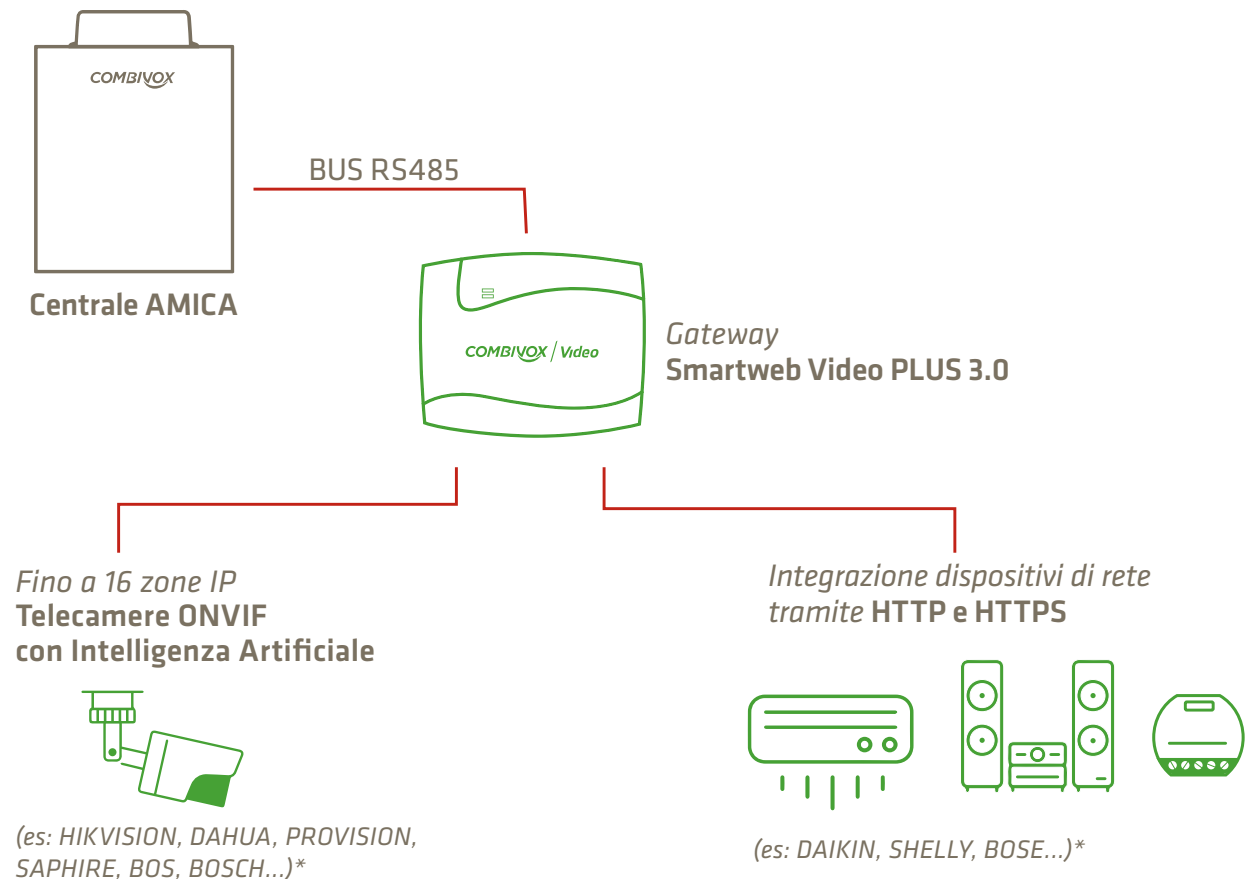 COMBIVOX
BUS RS485
Centrale AMICA
COMBIVOX / Video
Gateway
Smartweb Video PLUS 3.0
Fino a 16 zone IP
Telecamere ONVIF
con Intelligenza Artificiale
(es: HIKVISION, DAHUA, PROVISION,
SAPHIRE, BOS, BOSCH...)*
Integrazione dispositivi di rete
tramite HTTP e HTTPS
(es: DAIKIN, SHELLY, BOSE...)*